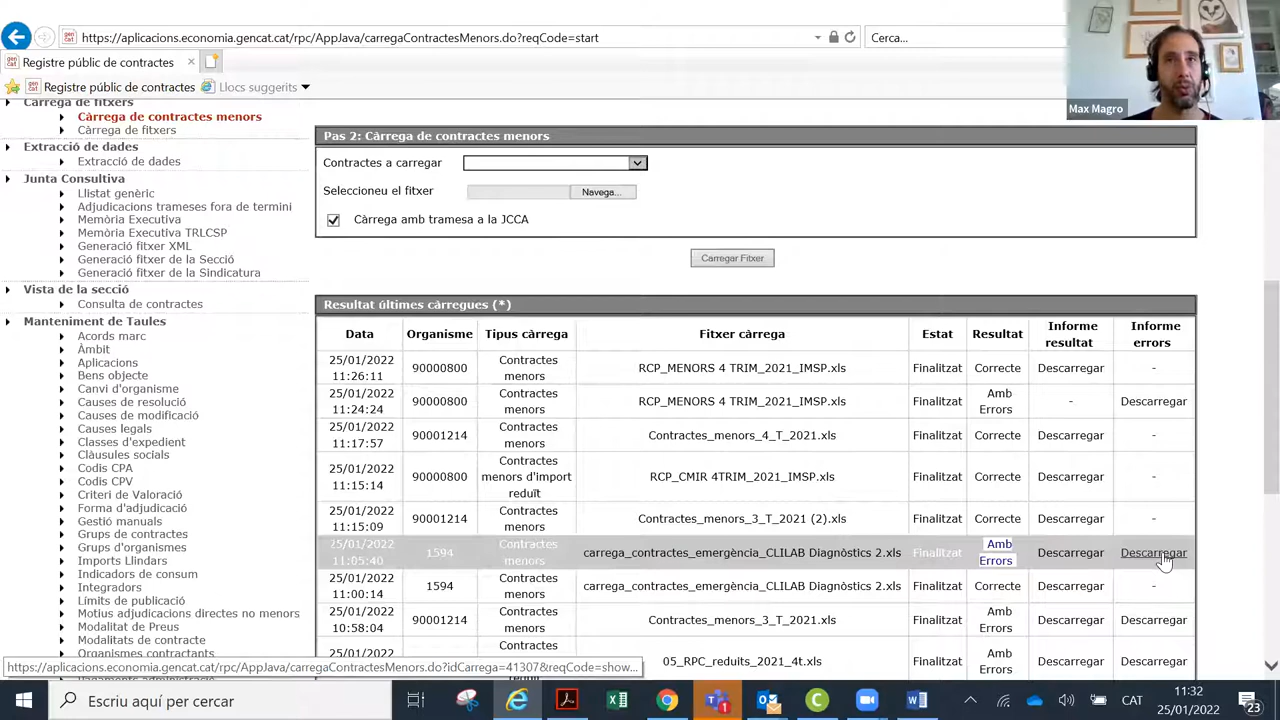 https://aplicacions.economia.gencat.cat/rpc/AppJava/carregaContractesMenors.do?reqCode=start
Cerca...
Registre públic de contractes
Registre públic de contractes
Llocs suggerits
Max Magro
Càrrega de fitxers
Càrrega de contractes menors
Càrrega de fitxers
Extracció de dades
Extracció de dades
Junta Consultiva
Llistat genèric
Adjudicacions trameses fora de termini
Memòria Executiva
Memòria Executiva TRLCSP
Generació fitxer XML
Generació fitxer de la Secció
Generació fitxer de la Sindicatura
Vista de la secció
Consulta de contractes
Manteniment de Taules
Acords marc
Àmbit
Aplicacions
Bens objecte
Canvi d'organisme
Causes de resolució
Causes de modificació
Causes legals
Classes d'expedient
Clàusules socials
Codis CPA
Codis CPV
Criteri de Valoració
Forma d'adjudicació
Gestió manuals
Grups de contractes
Grups d'organismes
Imports Llindars
Indicadors de consum
Integradors
Límits de publicació
Motius adjudicacions directes no menors
Modalitat de Preus
Modalitats de contracte
Organismes contractants
Pas 2: Càrrega de contractes menors
Contractes a carregar
Seleccioneu el fitxer
Navega...
Càrrega amb tramesa a la JCCA
Carregar Fitxer
Resultat últimes càrregues (*)
Data Organisme Tipus càrrega Fitxer càrrega Estat Resultat Informe resultat Informe errors
25/01/2022 11:26:11 90000800 Contractes menors RCP_MENORS 4 TRIM_2021_IMSP.xls Finalitzat Correcte Descarregar -
25/01/2022 11:24:24 90000800 Contractes menors RCP_MENORS 4 TRIM_2021_IMSP.xls Finalitzat Amb Errors - Descarregar
25/01/2022 11:17:57 90001214 Contractes menors Contractes_menors_4_T_2021.xls Finalitzat Correcte Descarregar -
25/01/2022 11:15:14 90000800 Contractes menors d'import reduït RCP_CMIR 4TRIM_2021_IMSP.xls Finalitzat Correcte Descarregar -
25/01/2022 11:15:09 90001214 Contractes menors Contractes_menors_3_T_2021 (2).xls Finalitzat Correcte Descarregar -
25/01/2022 11:05:40 1594 Contractes menors carrega_contractes_emergència_CLILAB Diagnòstics 2.xls Finalitzat Amb Errors Descarregar Descarregar
25/01/2022 11:00:14 1594 Contractes menors carrega_contractes_emergència_CLILAB Diagnòstics 2.xls Finalitzat Correcte Descarregar -
25/01/2022 10:58:04 90001214 Contractes menors Contractes_menors_3_T_2021.xls Finalitzat Amb Errors Descarregar Descarregar
Contractes 05_RPC_reduits_2021_4t.xls Finalitzat Amb Errors Descarregar Descarregar
https://aplicacions.economia.gencat.cat/rpc/AppJava/carregaContractesMenors.do?idCarrega=41307&reqCode=show...
Escriu aquí per cercar
CAT
11:32
25/01/2022
23